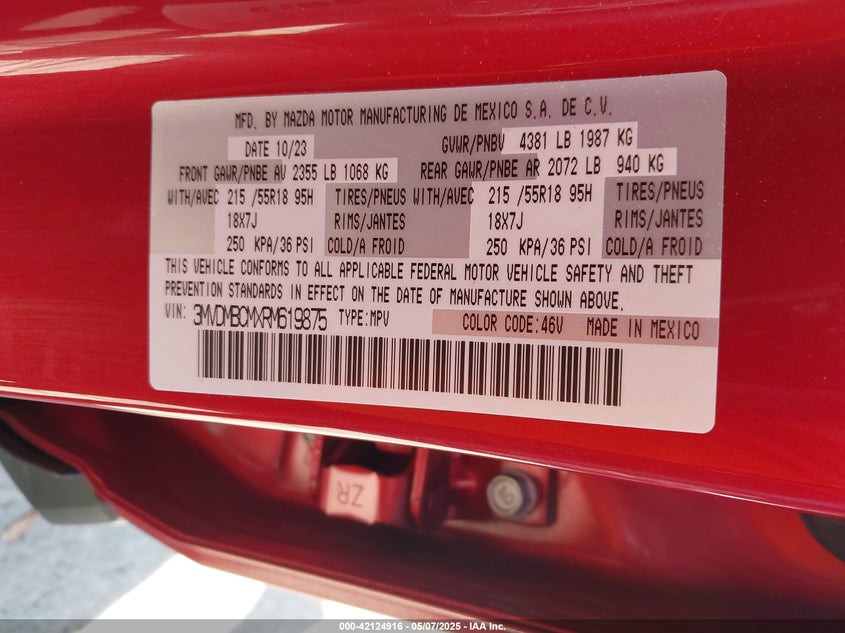 MFD. BY MAZDA MOTOR MANUFACTURING DE MEXICO S.A. DE C.V.
DATE 10/23 GVWR/PNBV 4381 LB 1987 KG
FRONT GAWR/PNBE AV 2355 LB 1068 KG REAR GAWR/PNBE AR 2072 LB 940 KG
WITH/AVEC 215 /55R18 95H TIRES/PNEUS WITH/AVEC 215 /55R18 95H TIRES/PNEUS
18X7J RIMS/JANTES 18X7J RIMS/JANTES
250 KPA/36 PSI COLD/A FROID 250 KPA/36 PSI COLD/A FROID
THIS VEHICLE CONFORMS TO ALL APPLICABLE FEDERAL MOTOR VEHICLE SAFETY AND THEFT
PREVENTION STANDARDS IN EFFECT ON THE DATE OF MANUFACTURE SHOWN ABOVE.
VIN: 3MVDMBCMXRM619875 TYPE:MPV COLOR CODE:46V MADE IN MEXICO
ZR
000-42124916 - 05/07/2025 - IAA Inc.